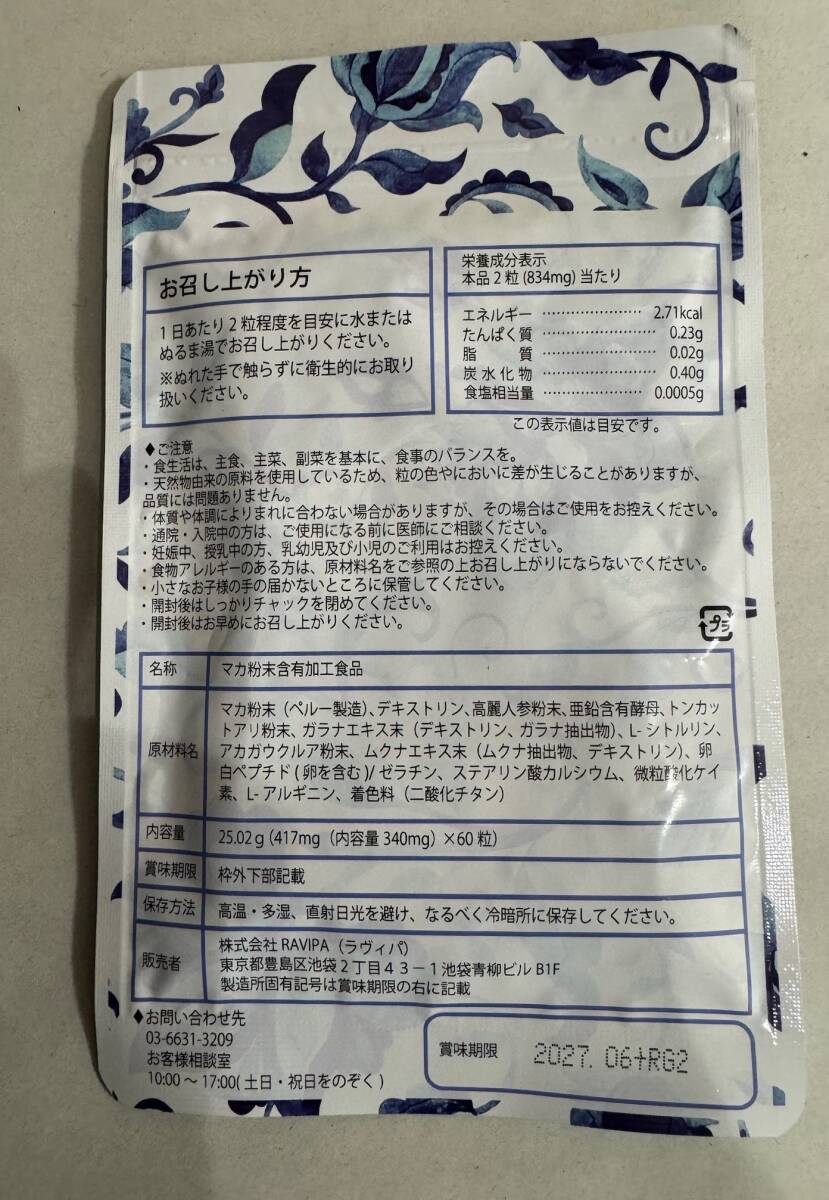 お召し上がり方
1日あたり2粒程度を目安に水または
ぬるま湯でお召し上がりください。
※ぬれた手で触らずに衛生的にお取り
扱いください。
栄養成分表示
本品2粒(834mg)当たり
エネルギー ………………… 2.71kcal
たんぱく質 ………………… 0.23g
脂　質 ………………… 0.02g
炭水化物 ………………… 0.40g
食塩相当量 ………………… 0.0005g
この表示値は目安です。
◆ご注意
・食生活は、主食、主菜、副菜を基本に、食事のバランスを。
・天然物由来の原料を使用しているため、粒の色やにおいに差が生じることがありますが、
品質には問題ありません。
・体質や体調によりまれに合わない場合がありますが、その場合はご使用をお控えください。
・通院・入院中の方は、ご使用になる前に医師にご相談ください。
・妊娠中、授乳中の方、乳幼児及び小児のご利用はお控えください。
・食物アレルギーのある方は、原材料名をご参照の上お召し上がりにならないでください。
・小さなお子様の手の届かないところに保管してください。
・開封後はしっかりチャックを閉めてください。
・開封後はお早めにお召し上がりください。
プラ
名称 マカ粉末含有加工食品
原材料名
マカ粉末（ペルー製造）、デキストリン、高麗人参粉末、亜鉛含有酵母、トンカッ
トアリ粉末、ガラナエキス末（デキストリン、ガラナ抽出物）、L-シトルリン、
アカガウクルア粉末、ムクナエキス末（ムクナ抽出物、デキストリン）、卵
白ペプチド(卵を含む)/ゼラチン、ステアリン酸カルシウム、微粒酸化ケイ
素、L-アルギニン、着色料（二酸化チタン）
内容量 25.02g（417mg（内容量340mg）×60粒）
賞味期限 枠外下部記載
保存方法 高温・多湿、直射日光を避け、なるべく冷暗所に保存してください。
販売者
株式会社RAVIPA（ラヴィパ）
東京都豊島区池袋2丁目43－1池袋青柳ビルB1F
製造所固有記号は賞味期限の右に記載
◆お問い合わせ先
03-6631-3209
お客様相談室
10:00～17:00(土日・祝日をのぞく)
賞味期限 2027. 06+RG2